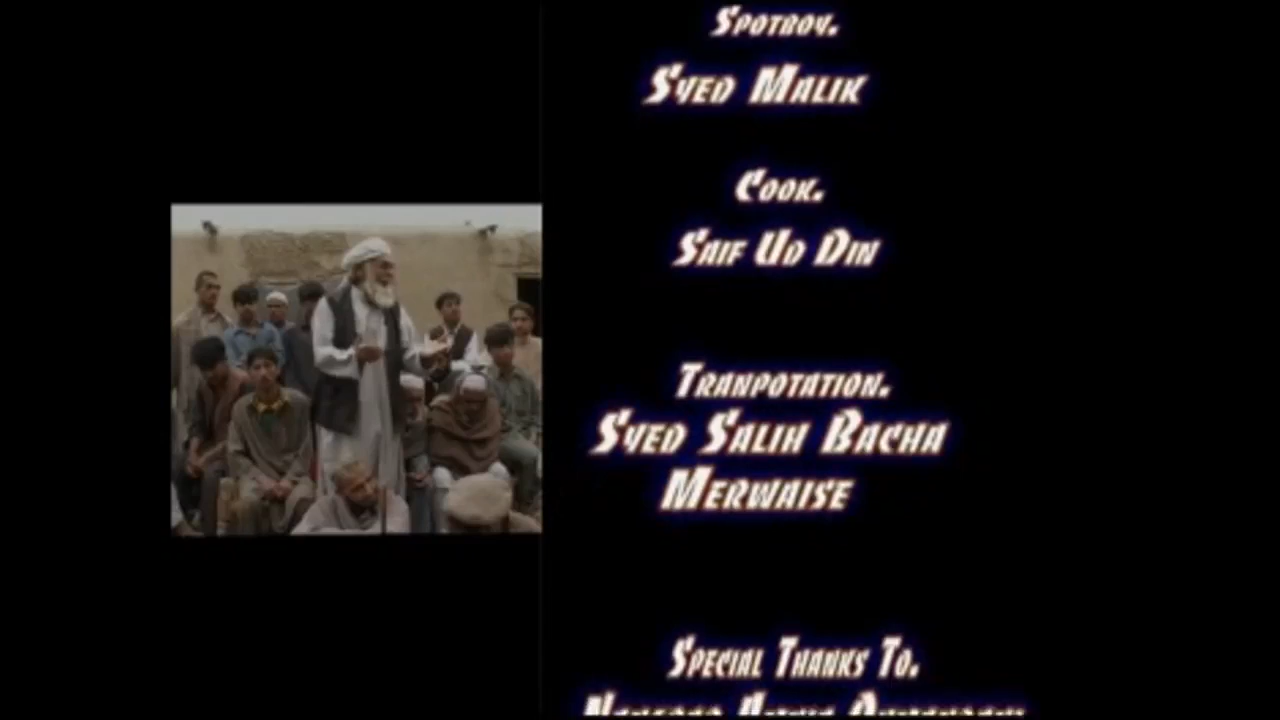 Spotboy.
Syed Malik
Cook.
Saif Ud Din
Tranpotation.
Syed Salih Bacha
Merwaise
Special Thanks To.